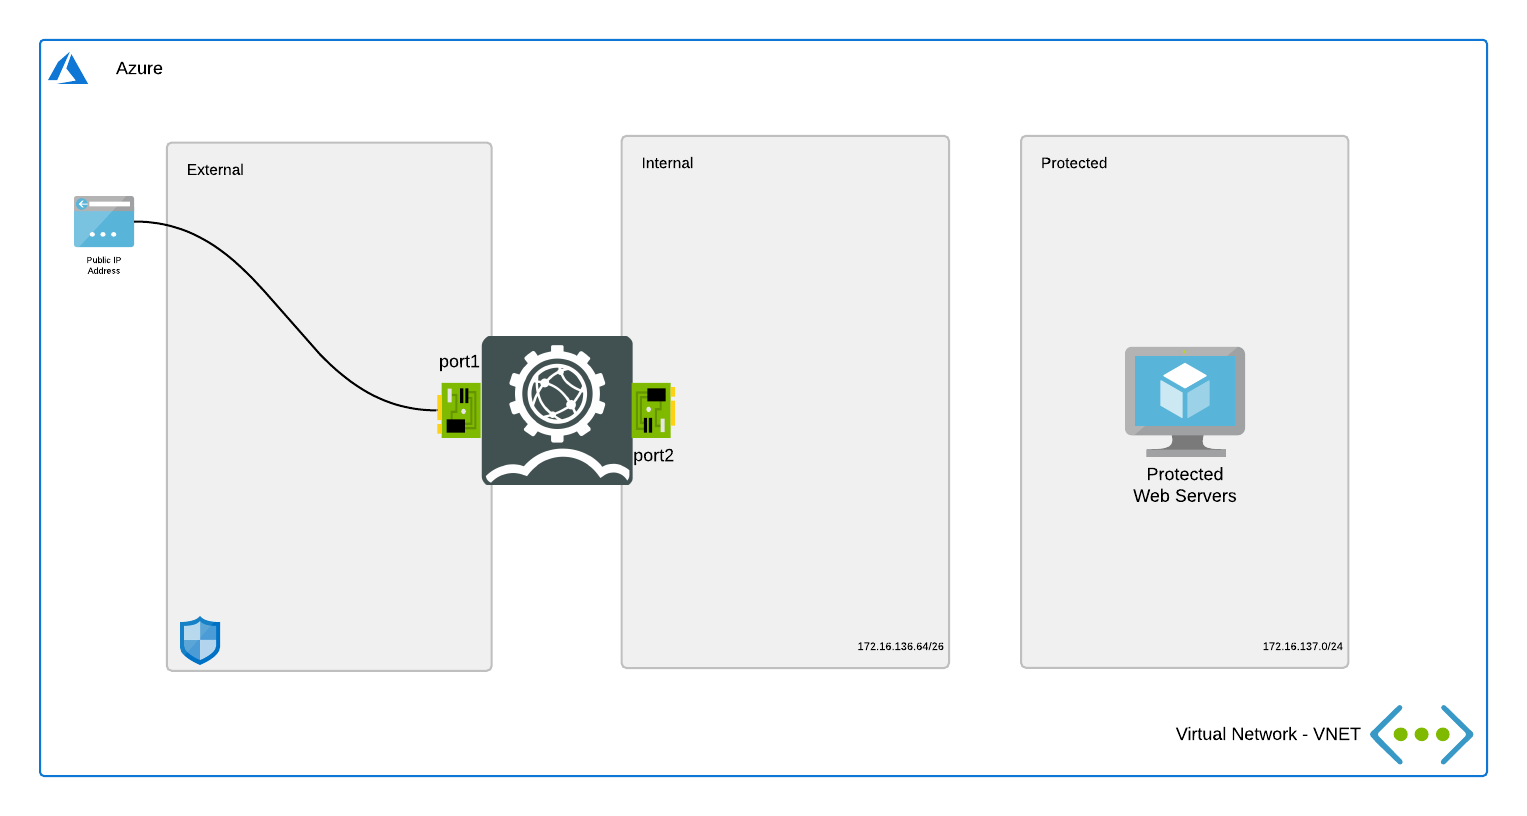 Azure
External
Internal
Protected
Public IP
Address
port1
port2
Protected
Web Servers
172.16.136.64/26
172.16.137.0/24
Virtual Network - VNET